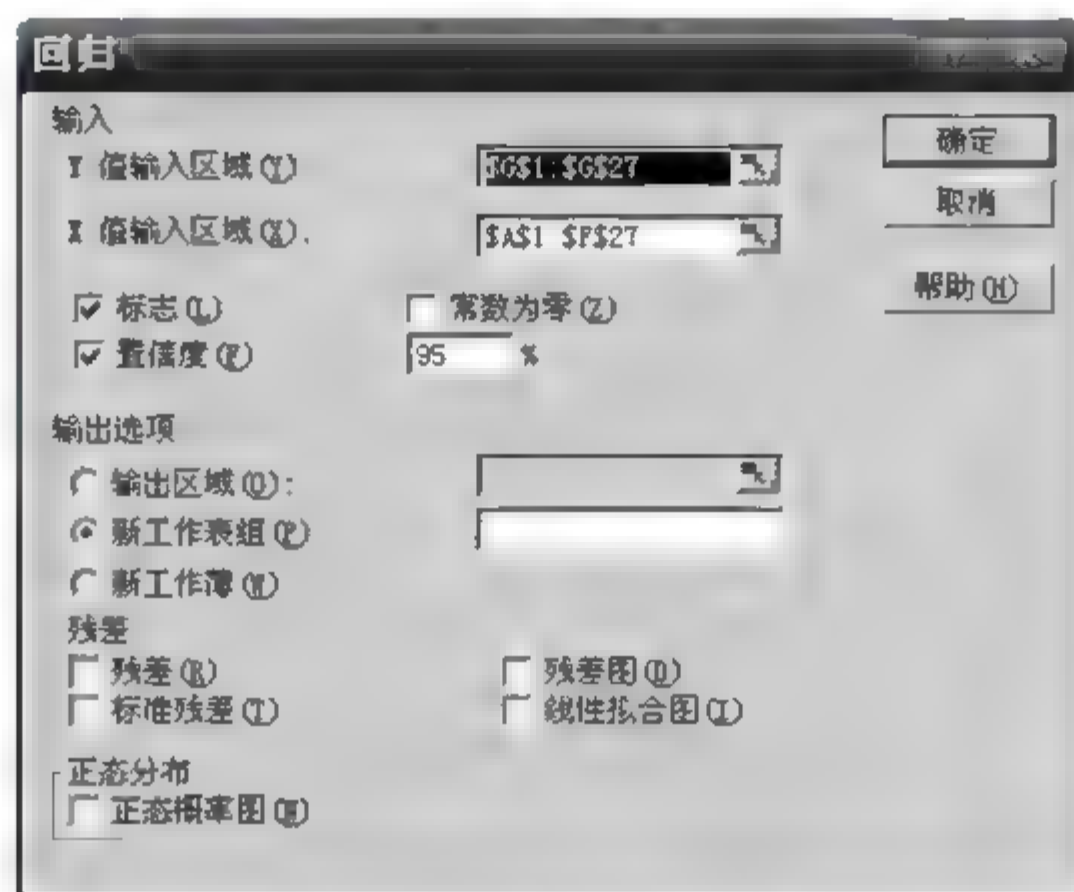 回归
输入
Y 值输入区域(Y)
$G$1:$G$27
确定
X 值输入区域(X).
$A$1 $F$27
取消
标志(L)
常数为零(Z)
帮助(H)
置信度(F)
95 %
输出选项
输出区域(O):
新工作表组(P)
新工作薄(W)
残差
残差(R)
残差图(D)
标准残差(T)
线性拟合图(I)
正态分布
正态概率图(N)